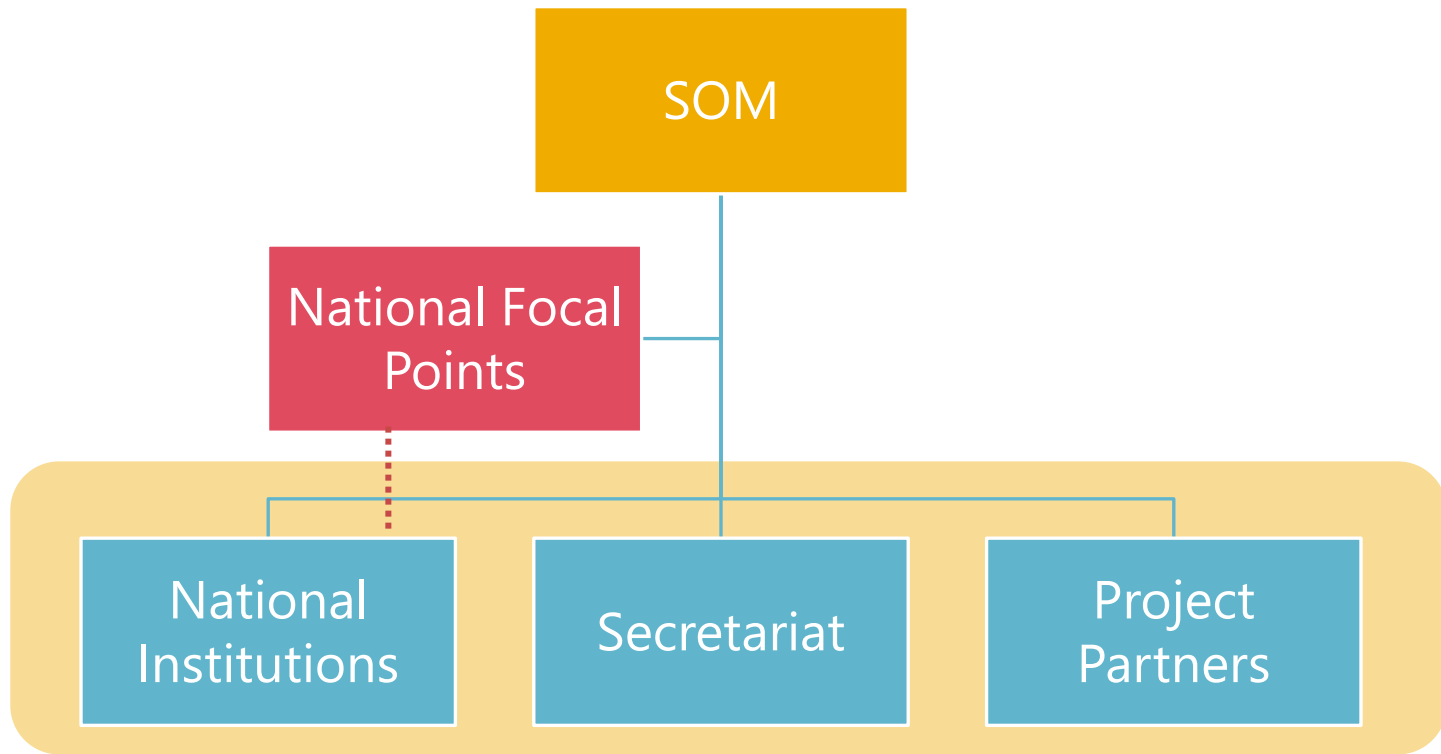 SOM
National Focal
Points
National
Institutions
Secretariat
Project
Partners